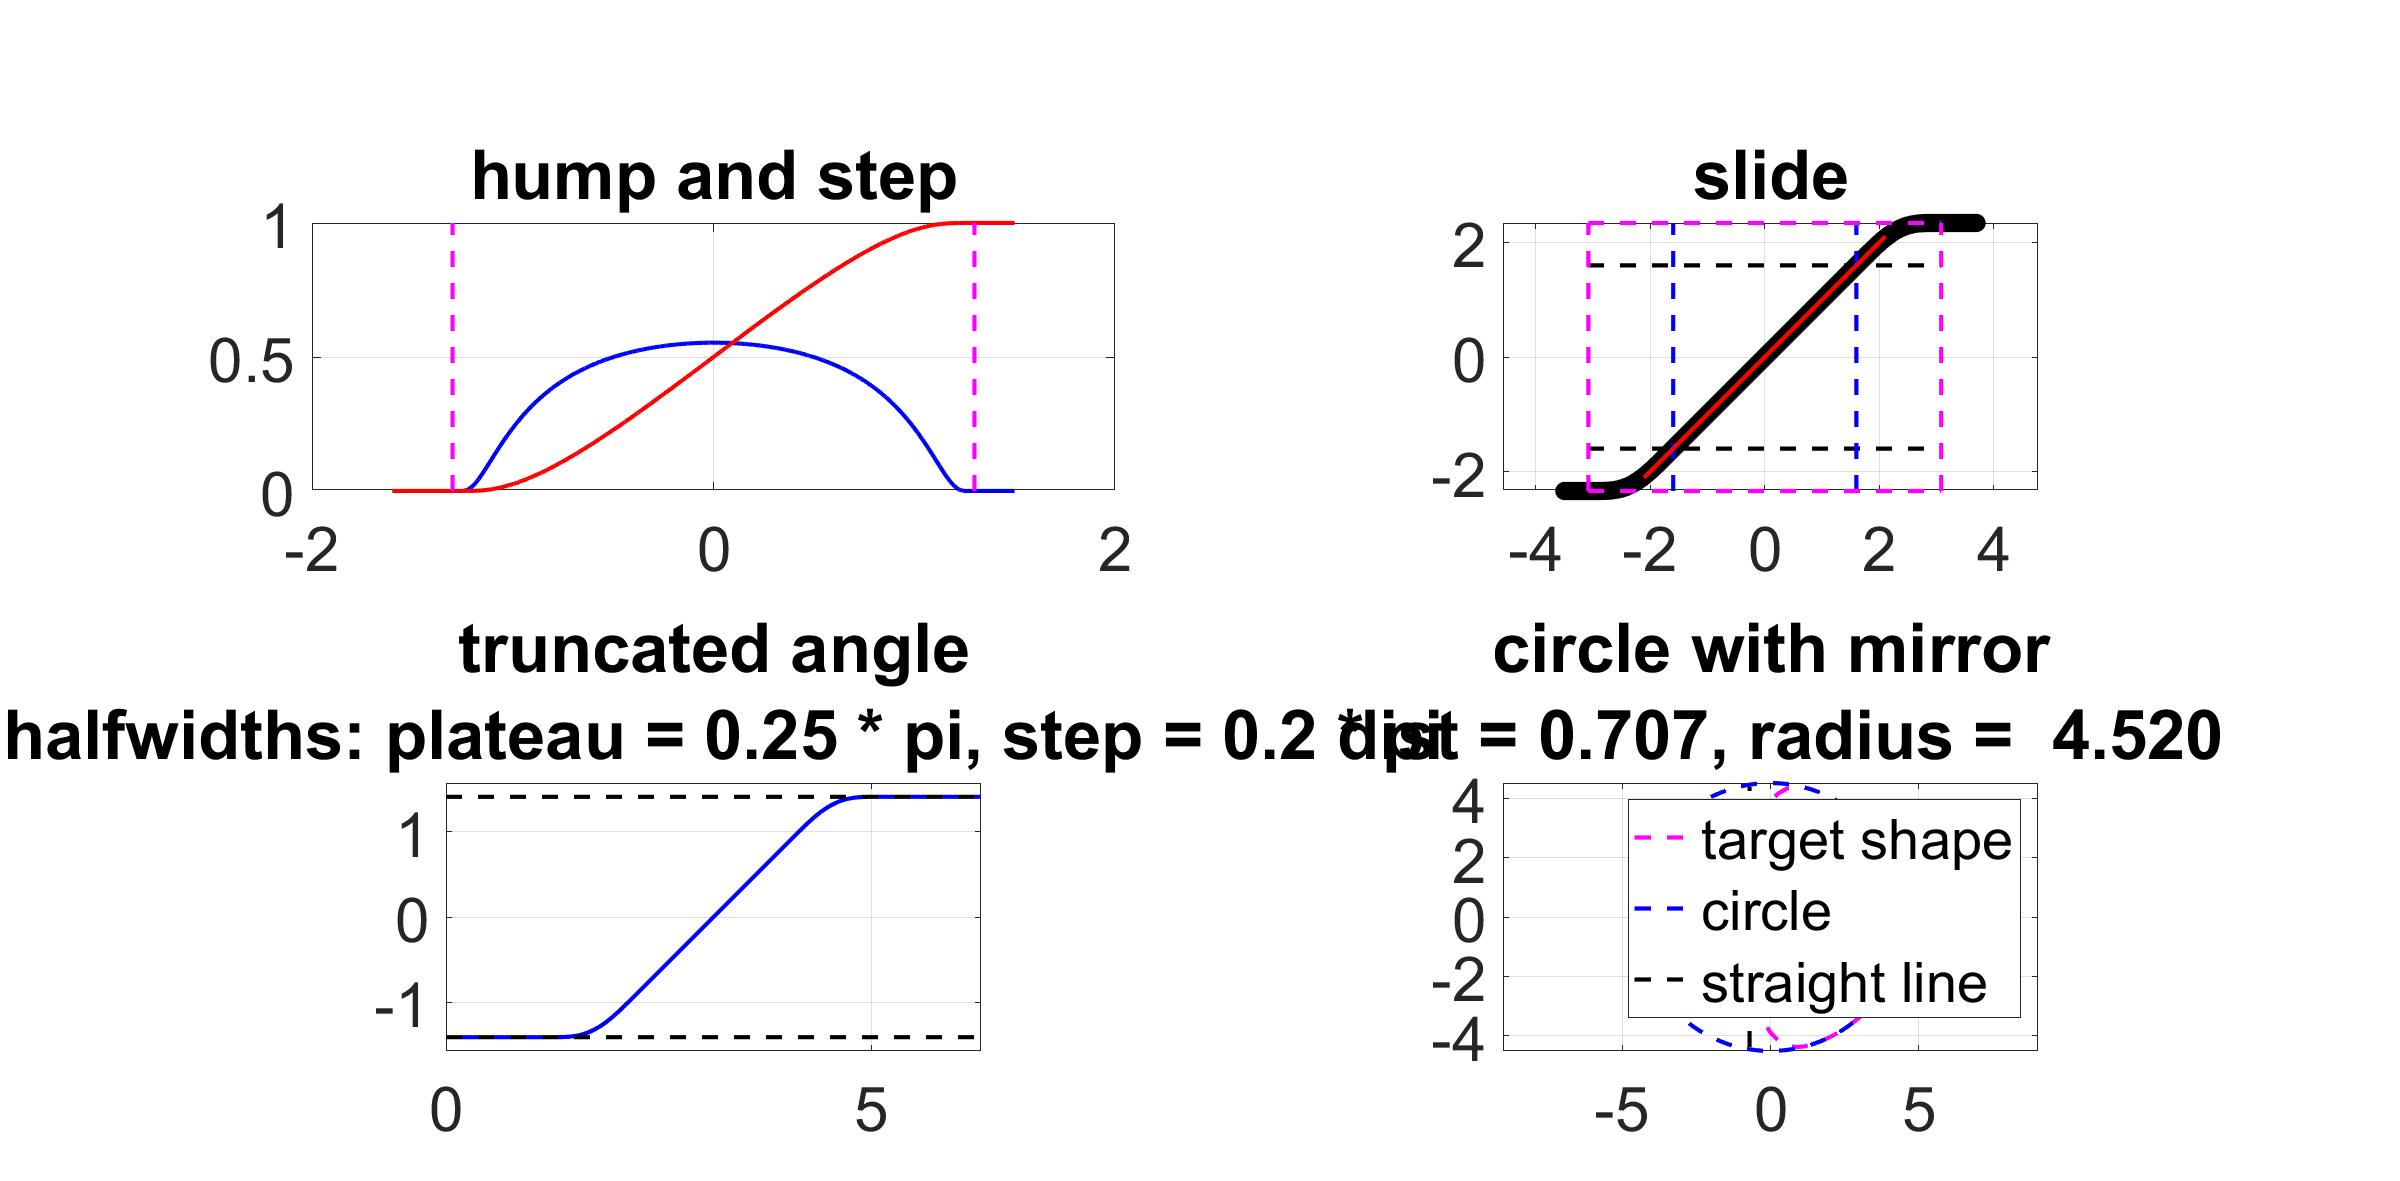 hump and step
1
0.5
0
-2 0 2
slide
2
0
-2
-4 -2 0 2 4
truncated angle
halfwidths: plateau = 0.25 * pi, step = 0.2 * pi
1
0
-1
0 5
circle with mirror
dist = 0.707, radius =  4.520
4
2
0
-2
-4
target shape
circle
straight line
-5 0 5